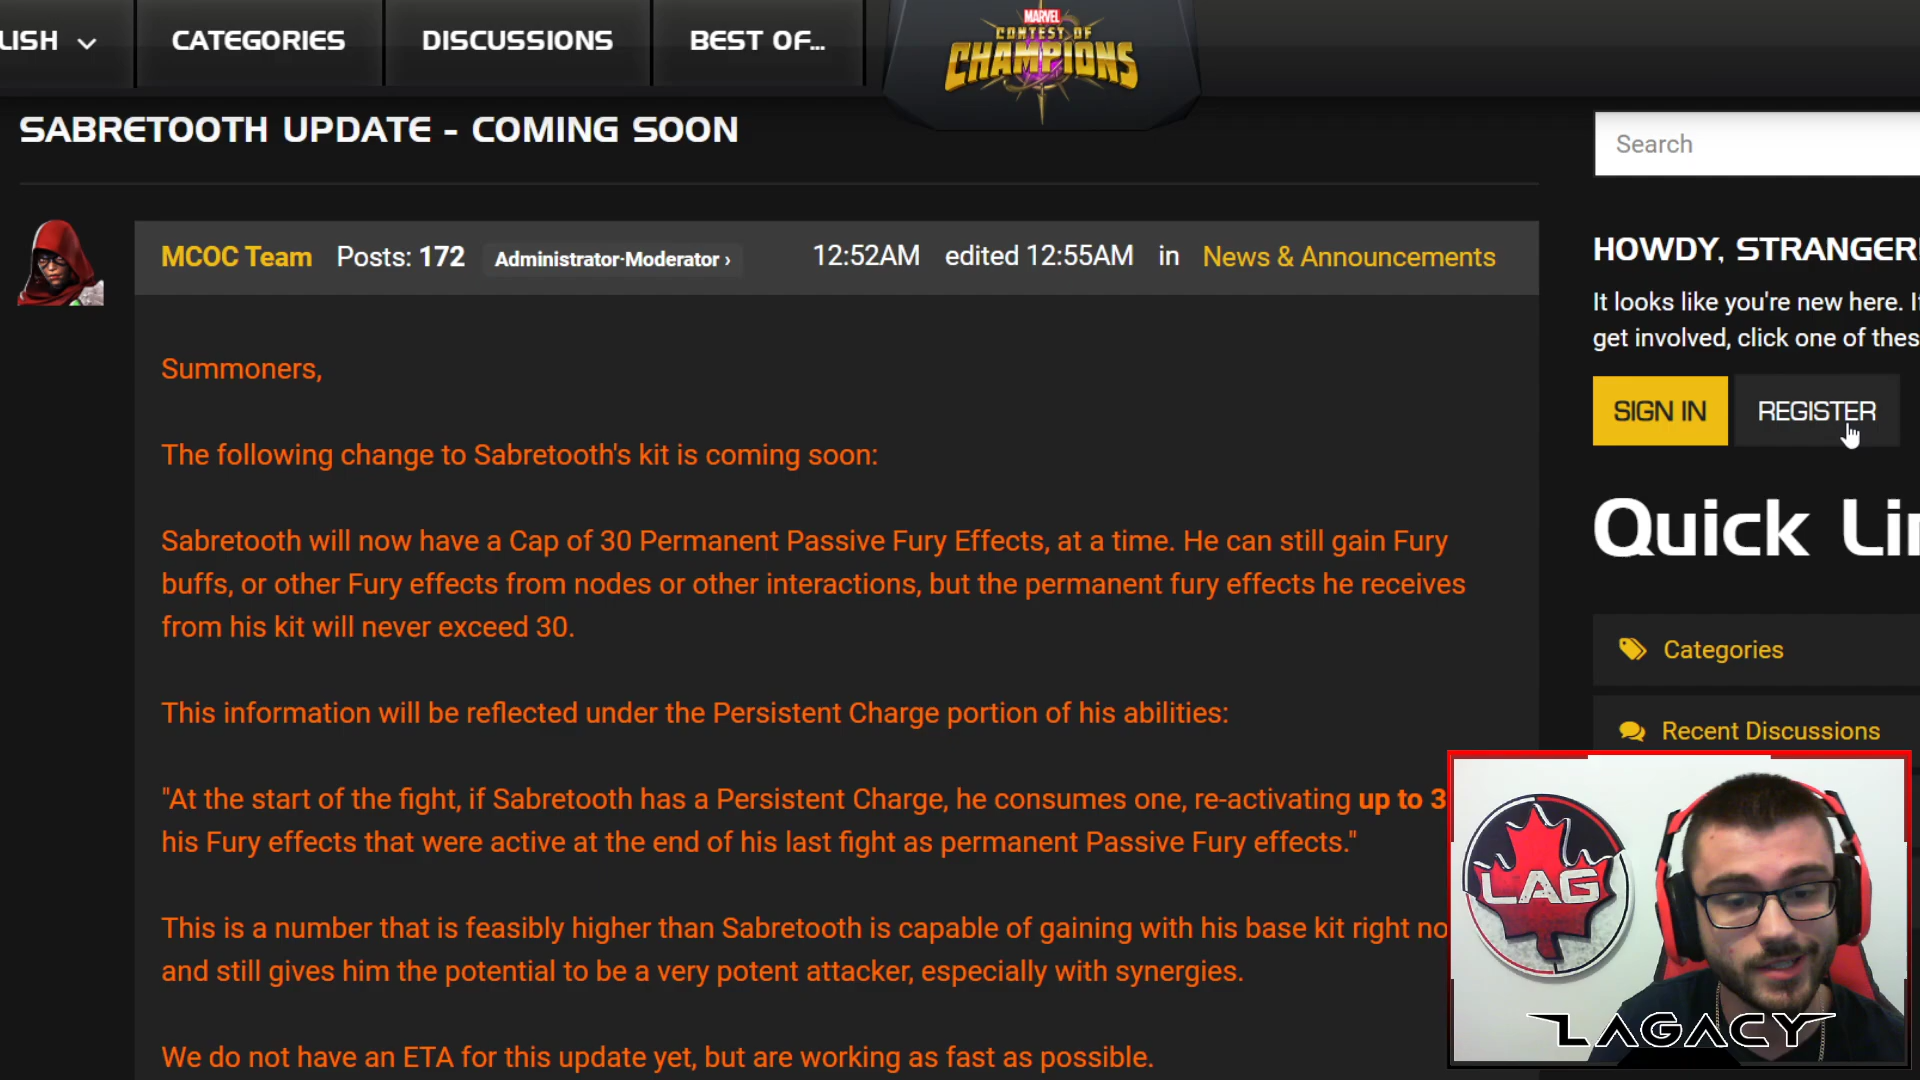 LISH
CATEGORIES
DISCUSSIONS
BEST OF...
MARVEL
CONTEST OF
CHAMPIONS
SABRETOOTH UPDATE - COMING SOON
Search
MCOC Team Posts: 172 Administrator·Moderator › 12:52AM edited 12:55AM in News & Announcements
HOWDY, STRANGER!
It looks like you're new here. If
get involved, click one of thes
SIGN IN REGISTER
Summoners,
The following change to Sabretooth's kit is coming soon:
Sabretooth will now have a Cap of 30 Permanent Passive Fury Effects, at a time. He can still gain Fury
buffs, or other Fury effects from nodes or other interactions, but the permanent fury effects he receives
from his kit will never exceed 30.
Quick Li
Categories
Recent Discussions
This information will be reflected under the Persistent Charge portion of his abilities:
"At the start of the fight, if Sabretooth has a Persistent Charge, he consumes one, re-activating up to 3
his Fury effects that were active at the end of his last fight as permanent Passive Fury effects."
This is a number that is feasibly higher than Sabretooth is capable of gaining with his base kit right no
and still gives him the potential to be a very potent attacker, especially with synergies.
We do not have an ETA for this update yet, but are working as fast as possible.
LAG
LAGACY